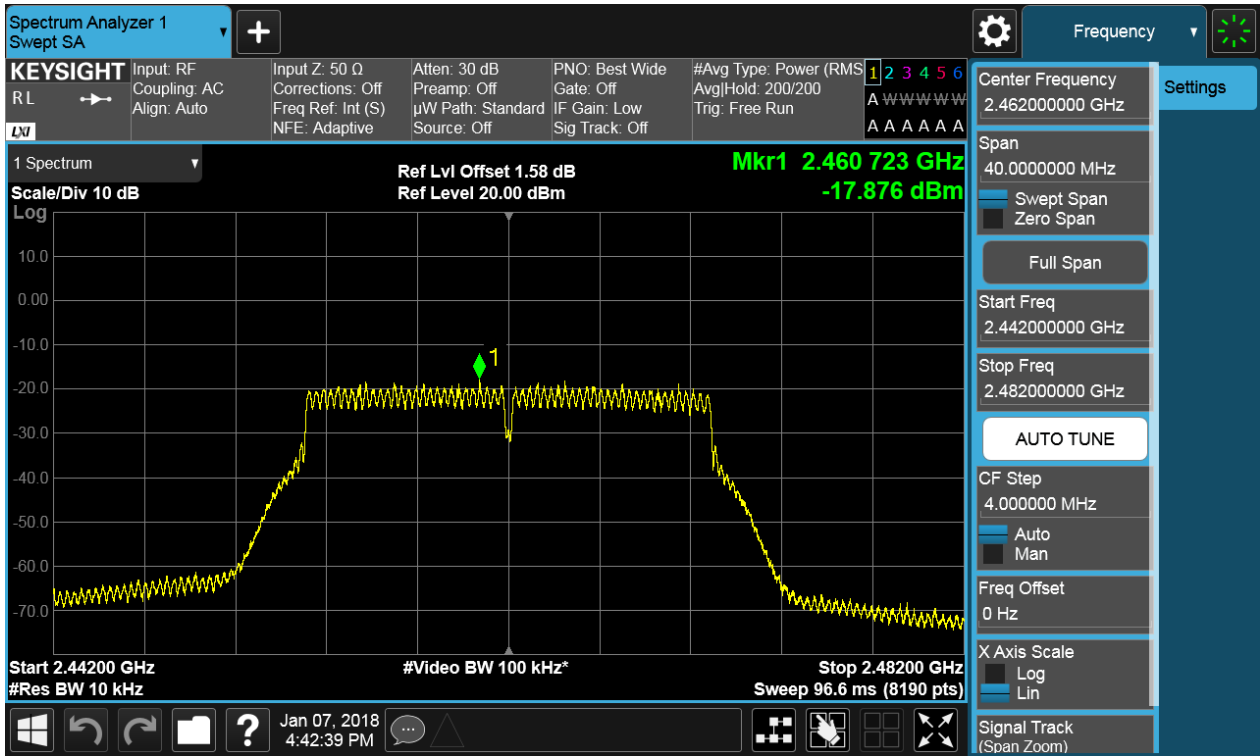 Spectrum Analyzer 1
Swept SA
Frequency
KEYSIGHT
R L
LXI
Input: RF
Coupling: AC
Align: Auto
Input Z: 50 Ω
Corrections: Off
Freq Ref: Int (S)
NFE: Adaptive
Atten: 30 dB
Preamp: Off
µW Path: Standard
Source: Off
PNO: Best Wide
Gate: Off
IF Gain: Low
Sig Track: Off
#Avg Type: Power (RMS
Avg|Hold: 200/200
Trig: Free Run
1 2 3 4 5 6
A W W W W W
A A A A A A
1 Spectrum
Scale/Div 10 dB
Ref Lvl Offset 1.58 dB
Ref Level 20.00 dBm
Mkr1 2.460 723 GHz
-17.876 dBm
Log
10.0
0.00
-10.0
-20.0
-30.0
-40.0
-50.0
-60.0
-70.0
1
Start 2.44200 GHz
#Res BW 10 kHz
#Video BW 100 kHz*
Stop 2.48200 GHz
Sweep 96.6 ms (8190 pts)
Center Frequency
2.462000000 GHz
Span
40.0000000 MHz
Swept Span
Zero Span
Full Span
Start Freq
2.442000000 GHz
Stop Freq
2.482000000 GHz
AUTO TUNE
CF Step
4.000000 MHz
Auto
Man
Freq Offset
0 Hz
X Axis Scale
Log
Lin
Signal Track
(Span Zoom)
Settings
?
Jan 07, 2018
4:42:39 PM